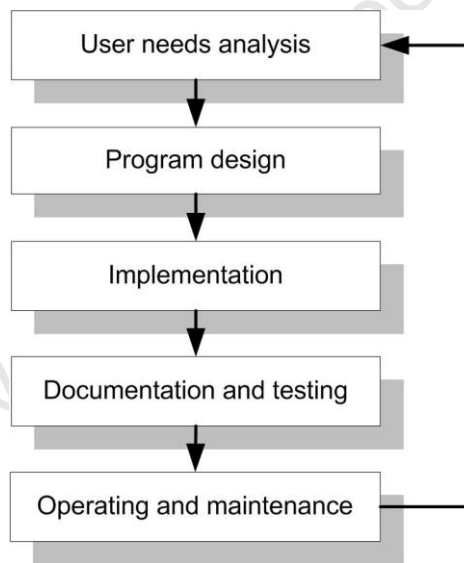 User needs analysis
Program design
Implementation
Documentation and testing
Operating and maintenance